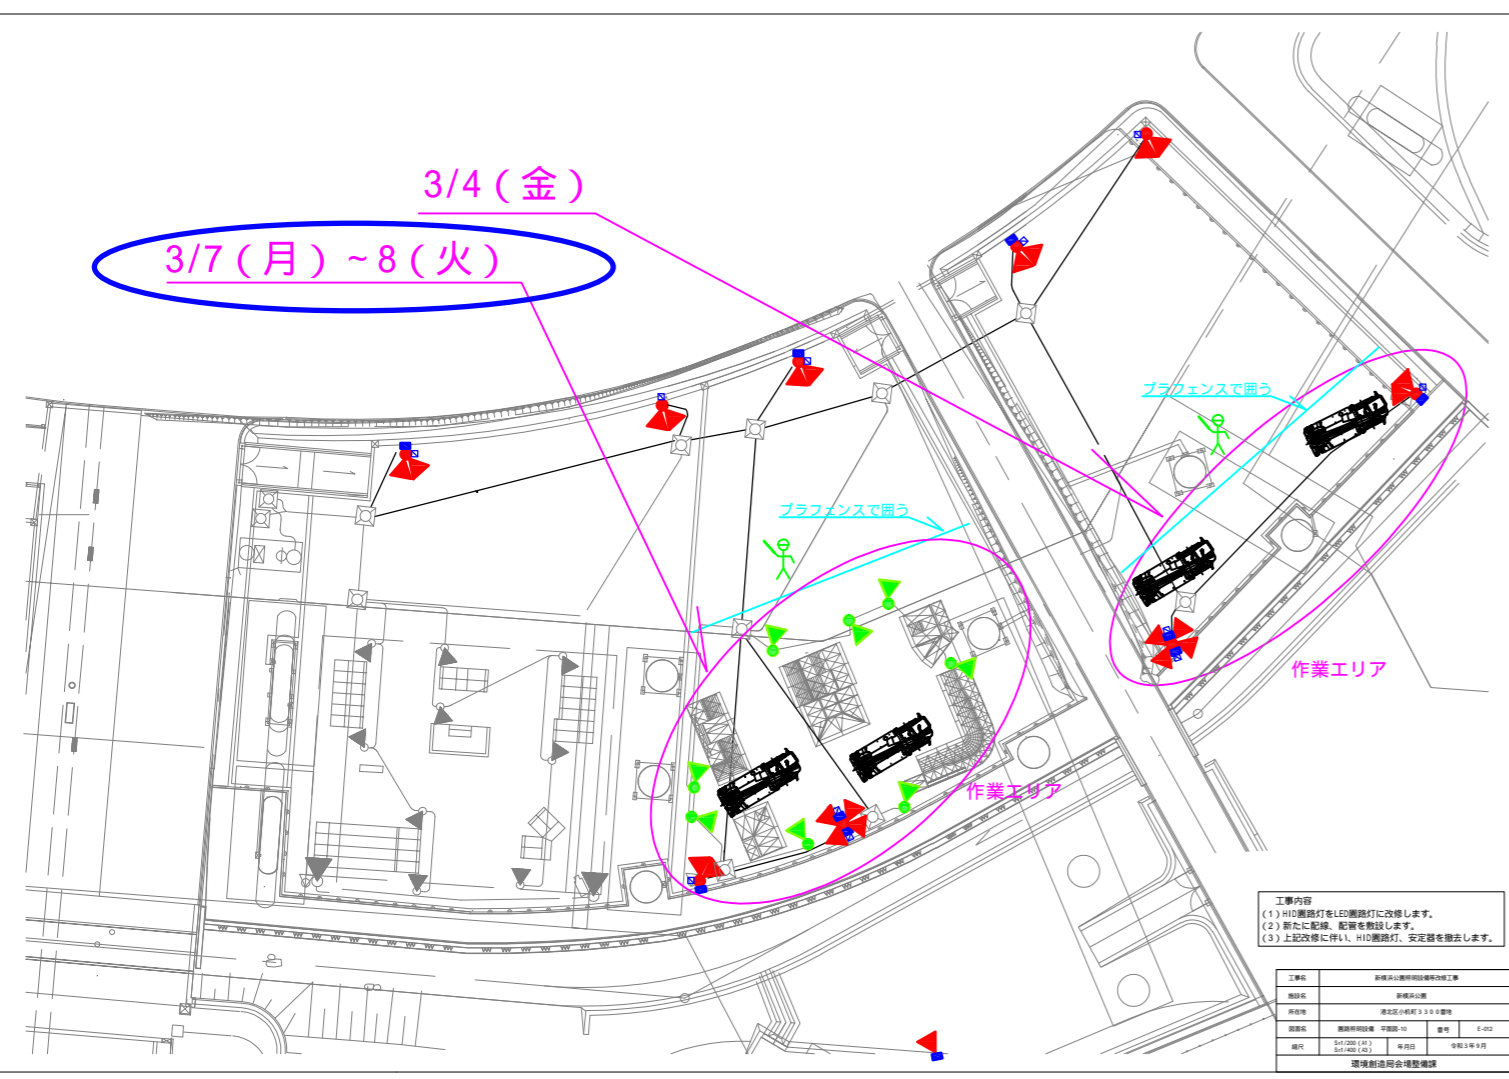 3/4(金)
3/7(月)~8(火)
プラフェンスで囲う
プラフェンスで囲う
作業エリア
作業エリア
工事内容
(1)HID園路灯をLED園路灯に改修します。
(2)新たに配線、配管を敷設します。
(3)上記改修に伴い、HID園路灯、安定器を撤去します。
工事名 新横浜公園照明設備等改修工事
施設名 新横浜公園
所在地 港北区小机町3300番地
図面名 園路照明設備 平面図-10 番号 E-012
縮尺 S=1/200(A1) S=1/400(A3) 年月日 令和3年9月
環境創造局会場整備課